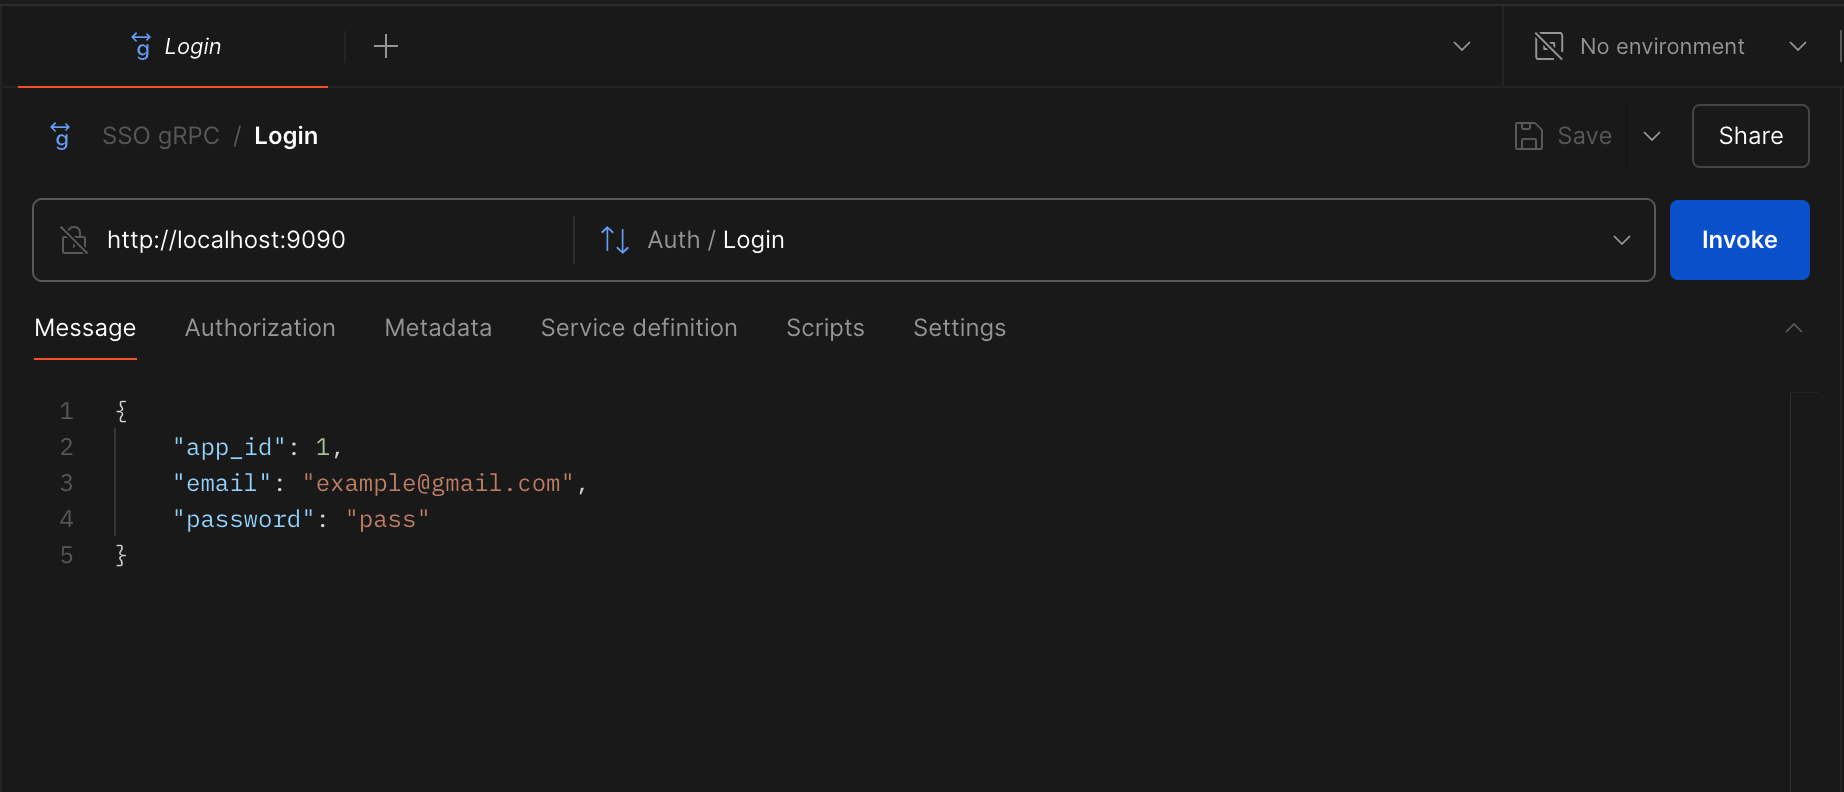 Login
No environment
SSO gRPC / Login
Save
Share
http://localhost:9090
Auth / Login
Invoke
Message Authorization Metadata Service definition Scripts Settings
1 {
2 "app_id": 1,
3 "email": "example@gmail.com",
4 "password": "pass"
5 }